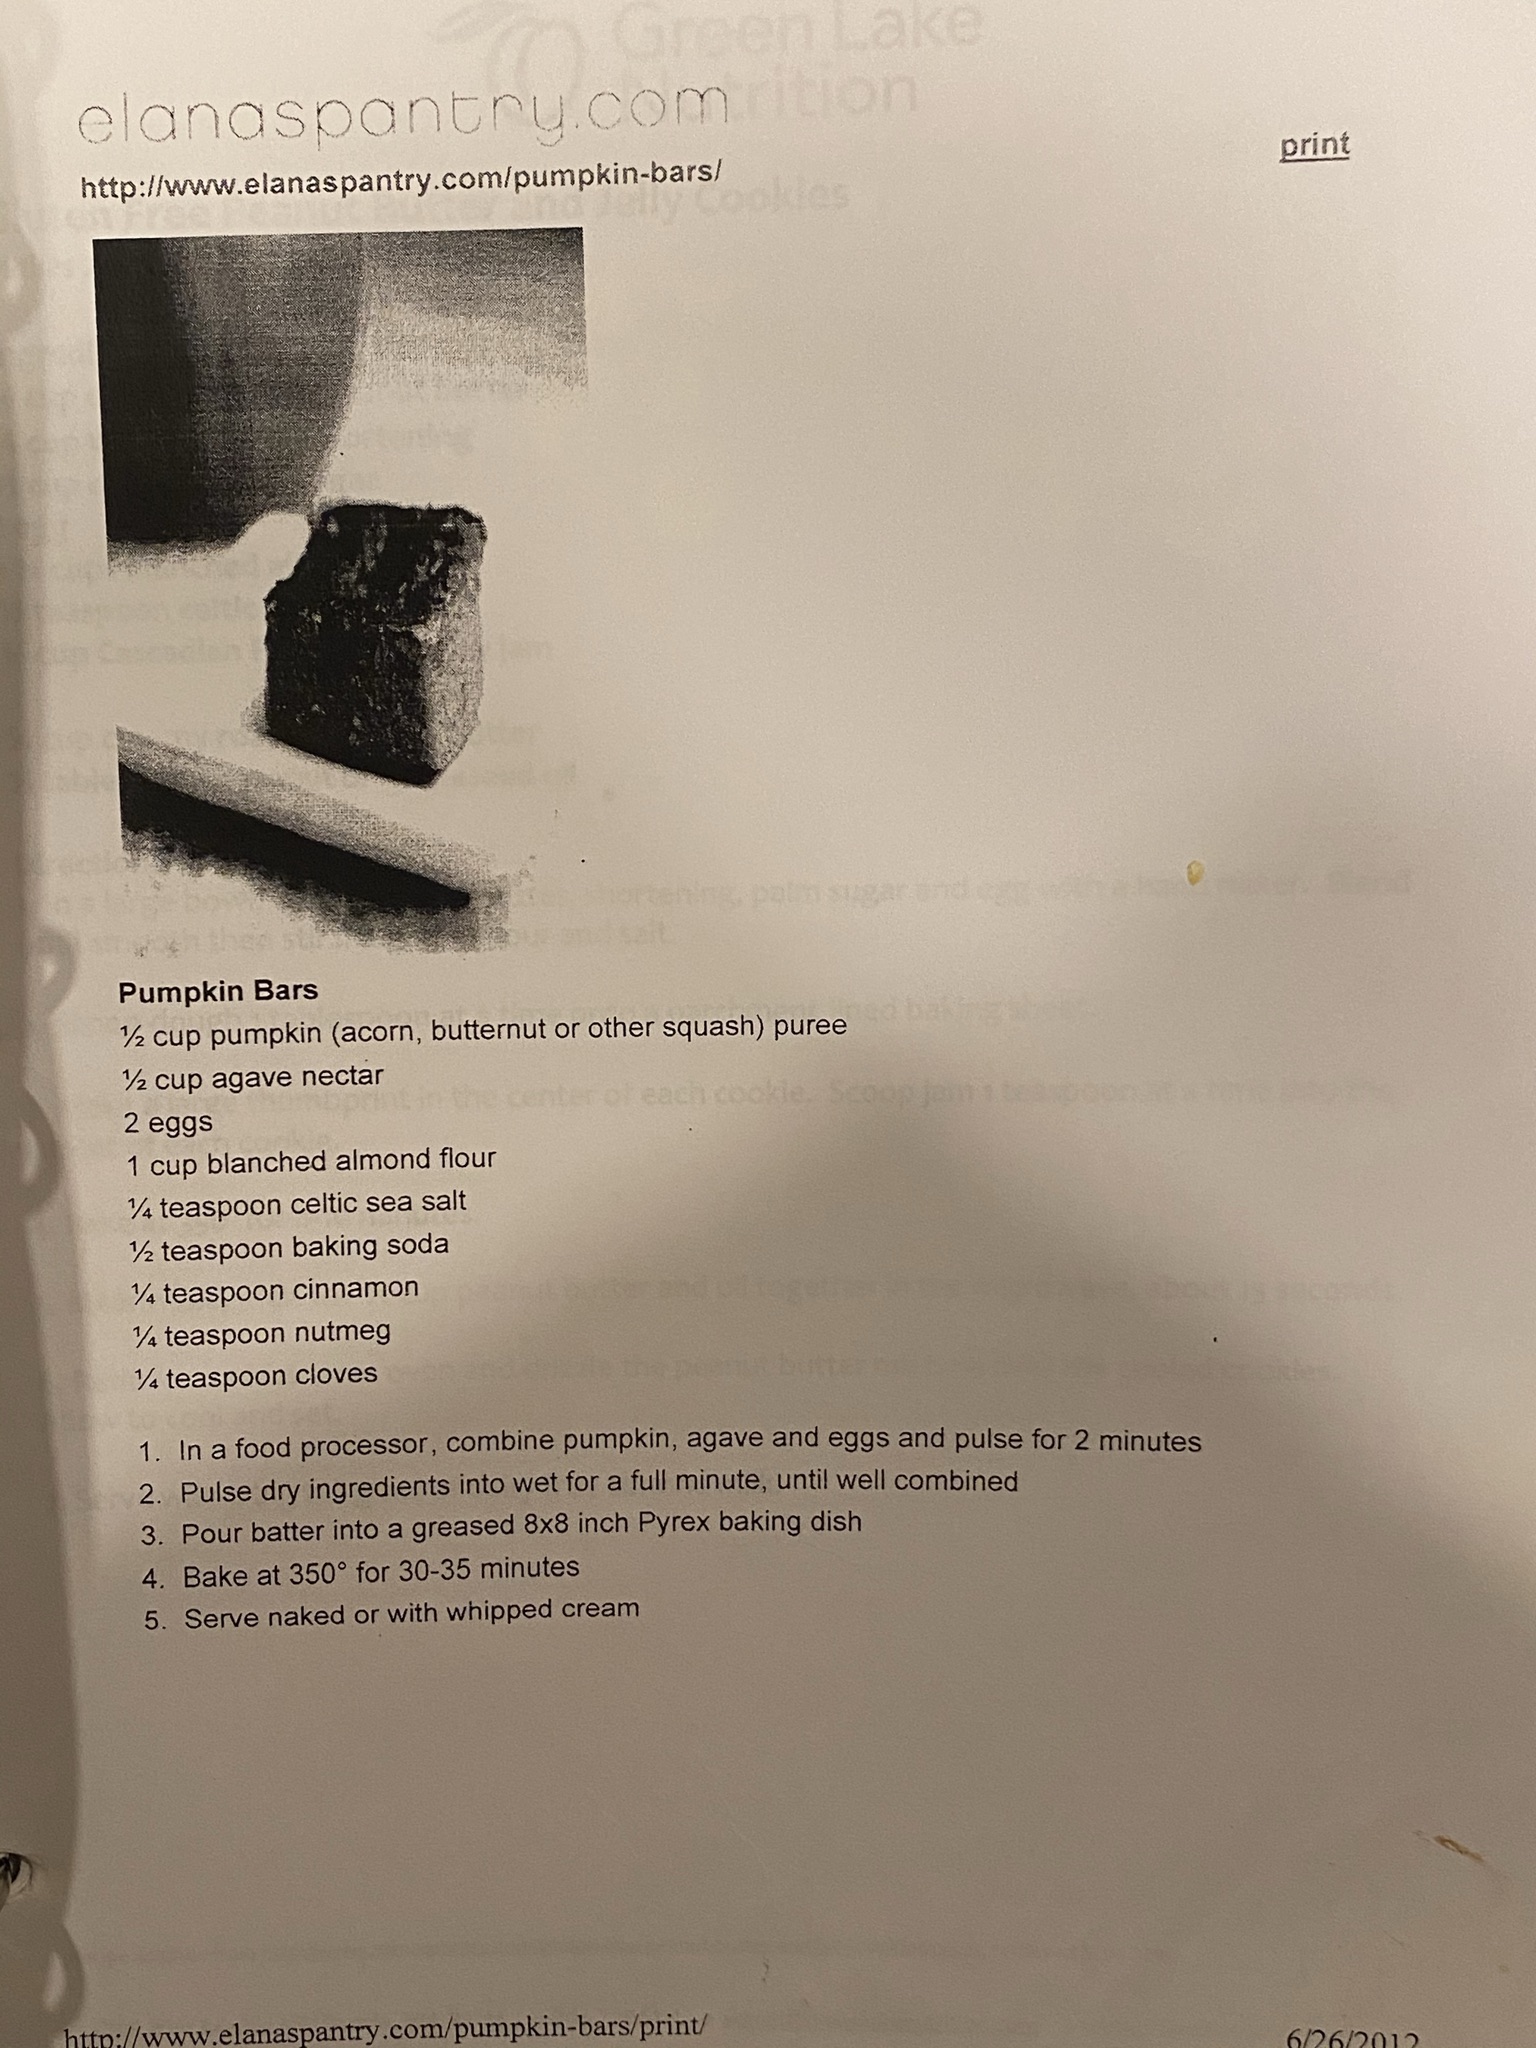 elanaspantry.com
print
http://www.elanaspantry.com/pumpkin-bars/
Pumpkin Bars
½ cup pumpkin (acorn, butternut or other squash) puree
½ cup agave nectar
2 eggs
1 cup blanched almond flour
¼ teaspoon celtic sea salt
½ teaspoon baking soda
¼ teaspoon cinnamon
¼ teaspoon nutmeg
¼ teaspoon cloves
1. In a food processor, combine pumpkin, agave and eggs and pulse for 2 minutes
2. Pulse dry ingredients into wet for a full minute, until well combined
3. Pour batter into a greased 8x8 inch Pyrex baking dish
4. Bake at 350° for 30-35 minutes
5. Serve naked or with whipped cream
http://www.elanaspantry.com/pumpkin-bars/print/
6/26/2012